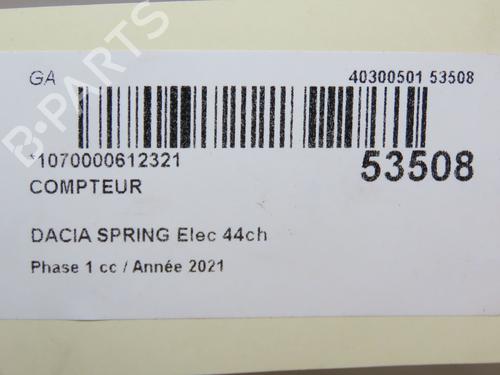 GA
40300501 53508
*1070000612321
53508
COMPTEUR
DACIA SPRING Elec 44ch
Phase 1 cc / Année 2021
B-PARTS